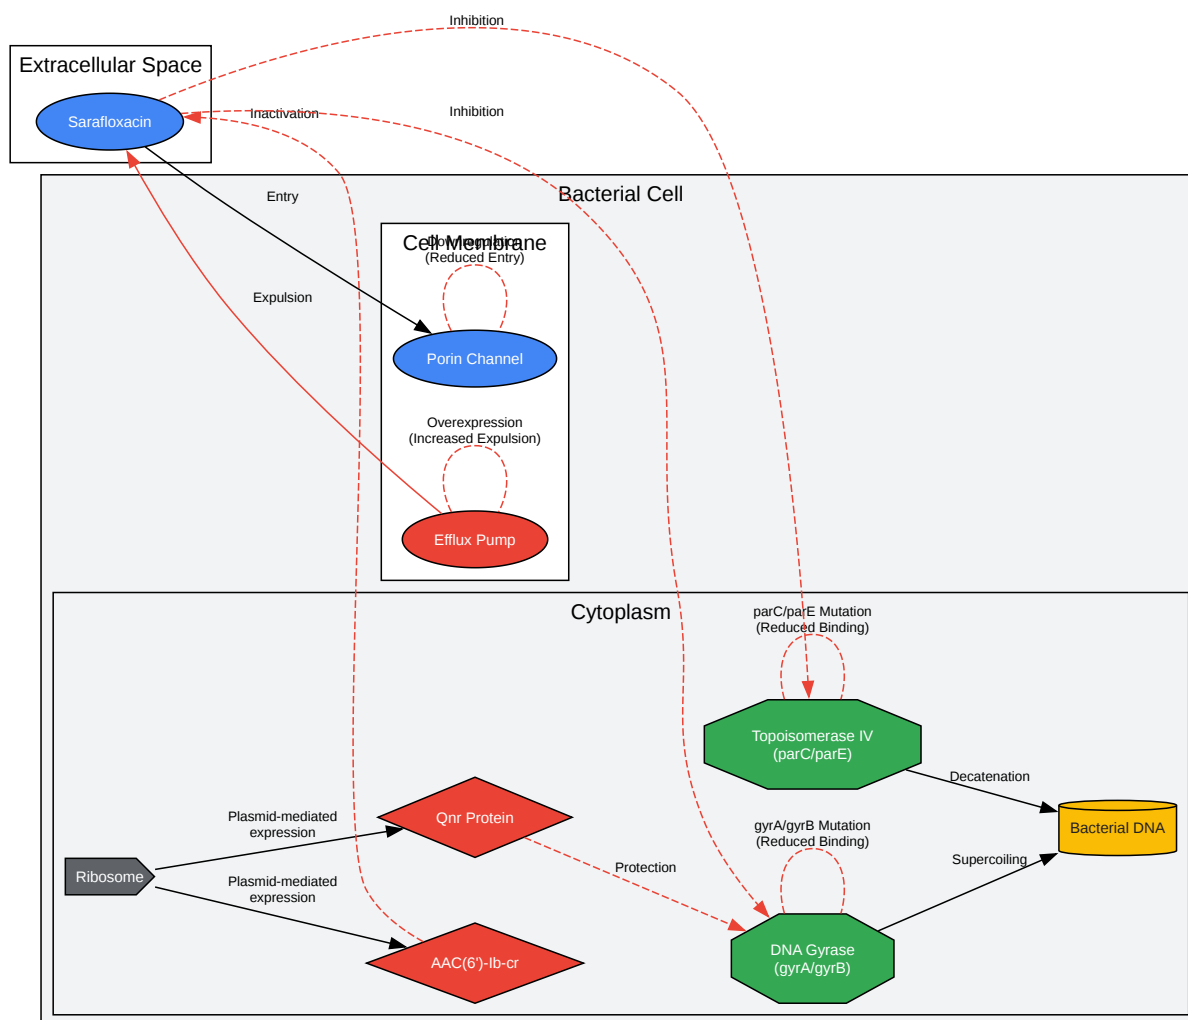 Inhibition
Extracellular Space
Sarafloxacin
Inactivation
Inhibition
Entry
Bacterial Cell
Cell Membrane
Downregulation
(Reduced Entry)
Expulsion
Porin Channel
Overexpression
(Increased Expulsion)
Efflux Pump
Cytoplasm
parC/parE Mutation
(Reduced Binding)
Topoisomerase IV
(parC/parE)
Decatenation
Plasmid-mediated
expression
Qnr Protein
gyrA/gyrB Mutation
(Reduced Binding)
Bacterial DNA
Supercoiling
Protection
Ribosome
Plasmid-mediated
expression
AAC(6')-Ib-cr
DNA Gyrase
(gyrA/gyrB)